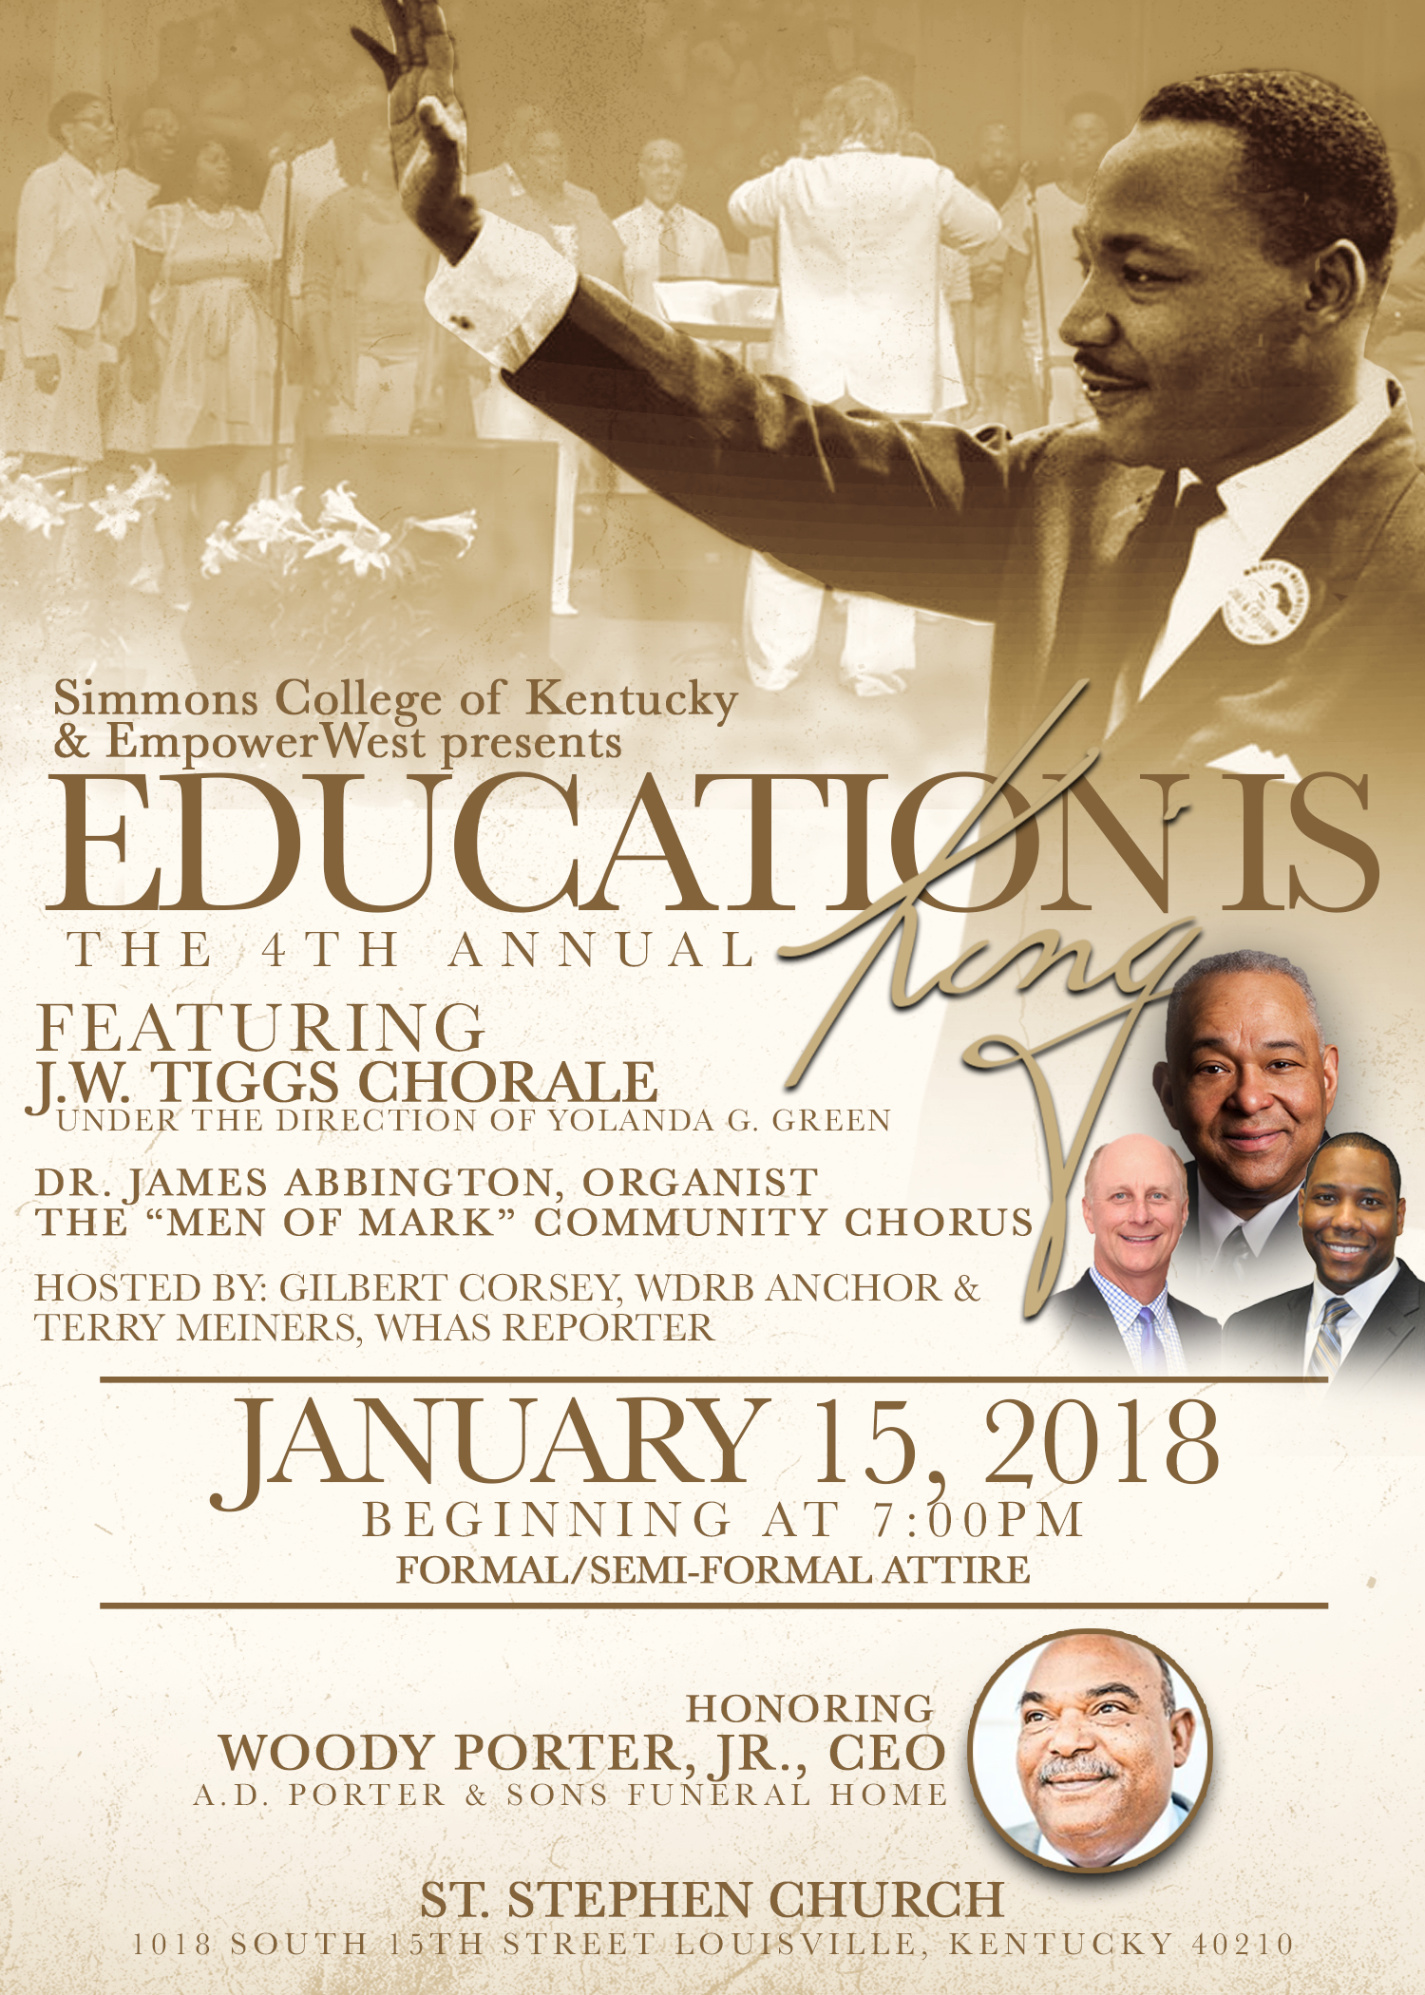 Simmons College of Kentucky
& EmpowerWest presents
EDUCATION IS
King
THE 4TH ANNUAL
FEATURING
J.W. TIGGS CHORALE
UNDER THE DIRECTION OF YOLANDA G. GREEN
DR. JAMES ABBINGTON, ORGANIST
THE “MEN OF MARK” COMMUNITY CHORUS
HOSTED BY: GILBERT CORSEY, WDRB ANCHOR &
TERRY MEINERS, WHAS REPORTER
JANUARY 15, 2018
BEGINNING AT 7:00PM
FORMAL/SEMI-FORMAL ATTIRE
HONORING
WOODY PORTER, JR., CEO
A.D. PORTER & SONS FUNERAL HOME
ST. STEPHEN CHURCH
1018 SOUTH 15TH STREET LOUISVILLE, KENTUCKY 40210